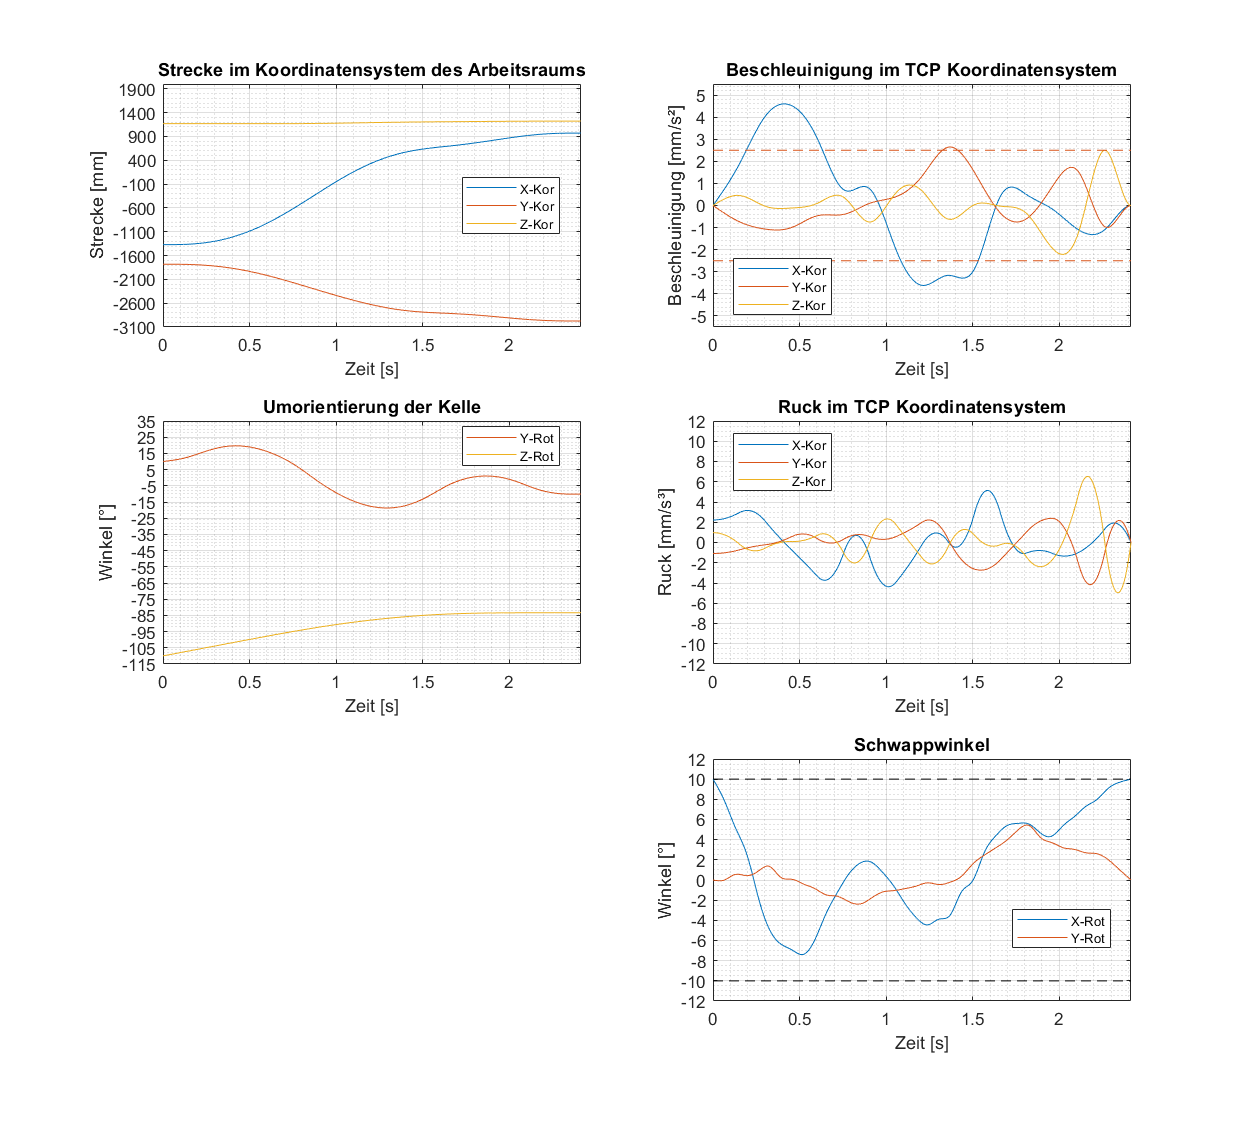 Strecke im Koordinatensystem des Arbeitsraums
1900
1400
900
400
-100
-600
-1100
-1600
-2100
-2600
-3100
Strecke [mm]
X-Kor
Y-Kor
Z-Kor
0 0.5 1 1.5 2
Zeit [s]
Beschleuinigung im TCP Koordinatensystem
5
4
3
2
1
0
-1
-2
-3
-4
-5
Beschleuinigung [mm/s²]
X-Kor
Y-Kor
Z-Kor
0 0.5 1 1.5 2
Zeit [s]
Umorientierung der Kelle
35
25
15
5
-5
-15
-25
-35
-45
-55
-65
-75
-85
-95
-105
-115
Winkel [°]
Y-Rot
Z-Rot
0 0.5 1 1.5 2
Zeit [s]
Ruck im TCP Koordinatensystem
12
10
8
6
4
2
0
-2
-4
-6
-8
-10
-12
Ruck [mm/s³]
X-Kor
Y-Kor
Z-Kor
0 0.5 1 1.5 2
Zeit [s]
Schwappwinkel
12
10
8
6
4
2
0
-2
-4
-6
-8
-10
-12
Winkel [°]
X-Rot
Y-Rot
0 0.5 1 1.5 2
Zeit [s]